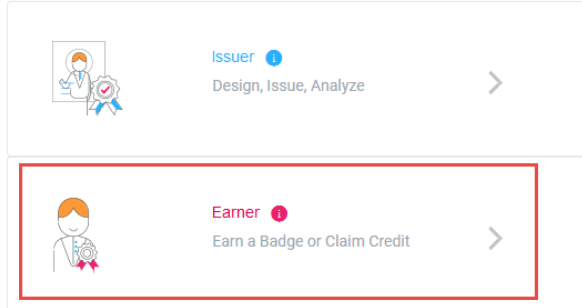 Issuer
Design, Issue, Analyze
Earner
Earn a Badge or Claim Credit